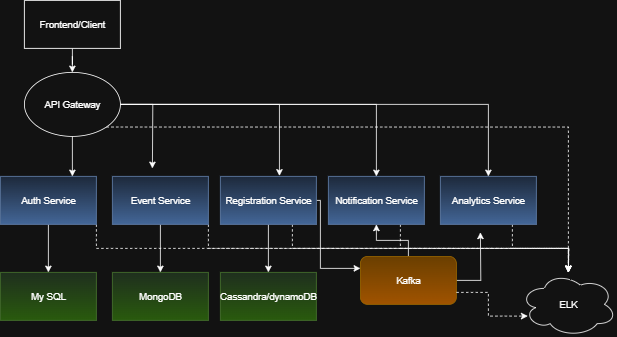 Frontend/Client
API Gateway
Auth Service
Event Service
Registration Service
Notification Service
Analytics Service
My SQL
MongoDB
Cassandra/dynamoDB
Kafka
ELK